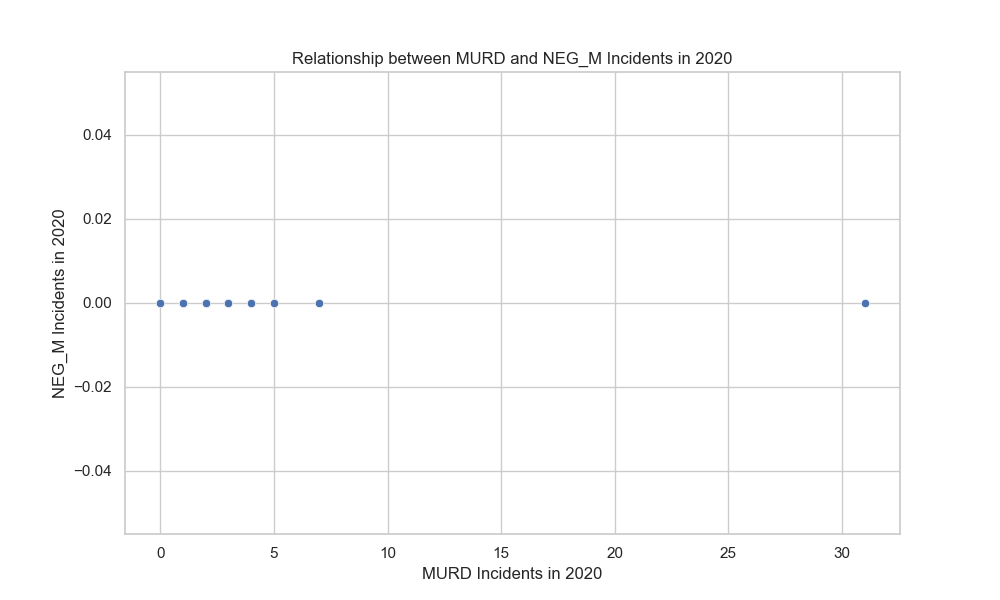 Relationship between MURD and NEG_M Incidents in 2020
NEG_M Incidents in 2020
0.04
0.02
0.00
−0.02
−0.04
0 5 10 15 20 25 30
MURD Incidents in 2020